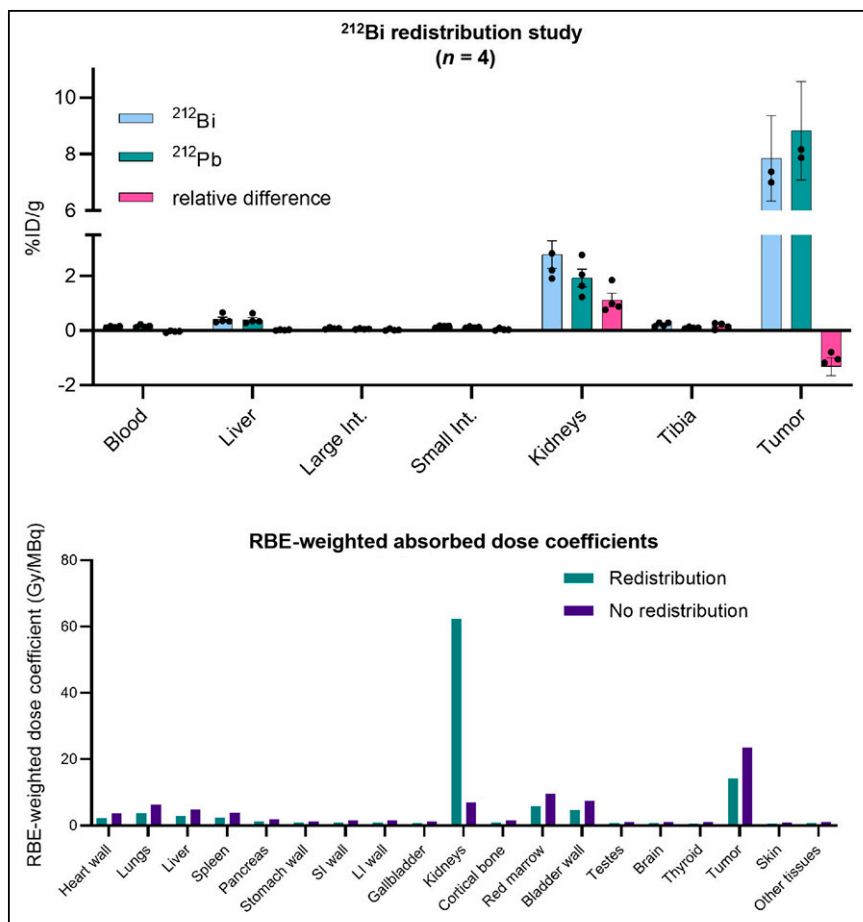 ²¹²Bi redistribution study
(n = 4)
10
8
6
2
0
-2
%ID/g
²¹²Bi
²¹²Pb
relative difference
Blood
Liver
Large Int.
Small Int.
Kidneys
Tibia
Tumor
RBE-weighted absorbed dose coefficients
80
60
40
20
0
RBE-weighted dose coefficient (Gy/MBq)
Redistribution
No redistribution
Heart wall
Lungs
Liver
Spleen
Pancreas
Stomach wall
SI wall
LI wall
Gallbladder
Kidneys
Cortical bone
Red marrow
Bladder wall
Testes
Brain
Thyroid
Tumor
Skin
Other tissues